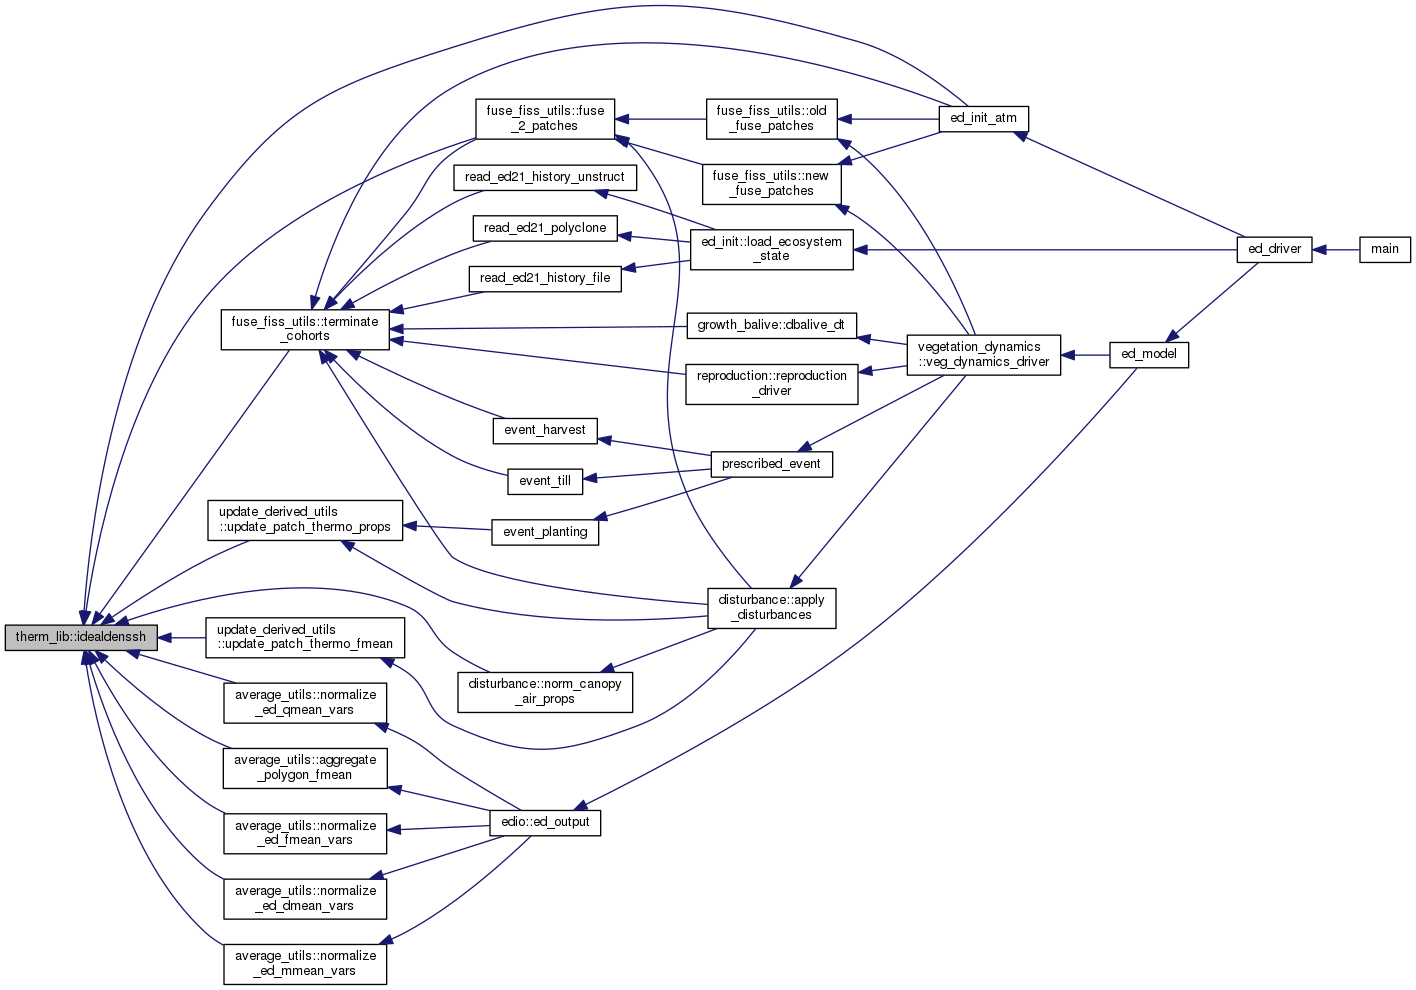 fuse_fiss_utils::fuse
_2_patches
fuse_fiss_utils::old
_fuse_patches
ed_init_atm
read_ed21_history_unstruct
fuse_fiss_utils::new
_fuse_patches
read_ed21_polyclone
ed_init::load_ecosystem
_state
ed_driver
main
read_ed21_history_file
fuse_fiss_utils::terminate
_cohorts
growth_balive::dbalive_dt
vegetation_dynamics
::veg_dynamics_driver
ed_model
reproduction::reproduction
_driver
event_harvest
prescribed_event
event_till
update_derived_utils
::update_patch_thermo_props
event_planting
disturbance::apply
_disturbances
therm_lib::idealdenssh
update_derived_utils
::update_patch_thermo_fmean
disturbance::norm_canopy
_air_props
average_utils::normalize
_ed_qmean_vars
average_utils::aggregate
_polygon_fmean
edio::ed_output
average_utils::normalize
_ed_fmean_vars
average_utils::normalize
_ed_dmean_vars
average_utils::normalize
_ed_mmean_vars